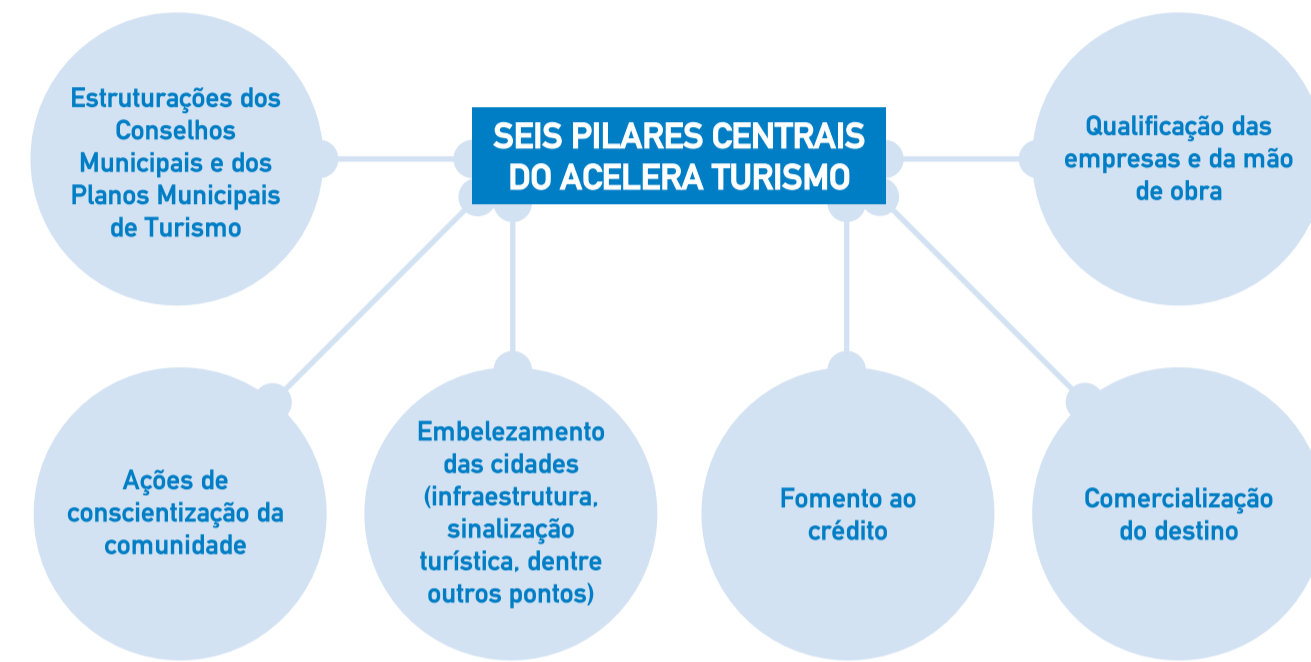 SEIS PILARES CENTRAIS
DO ACELERA TURISMO
Estruturações dos
Conselhos
Municipais e dos
Planos Municipais
de Turismo
Qualificação das
empresas e da mão
de obra
Ações de
conscientização da
comunidade
Embelezamento
das cidades
(infraestrutura,
sinalização
turística, dentre
outros pontos)
Fomento ao
crédito
Comercialização
do destino